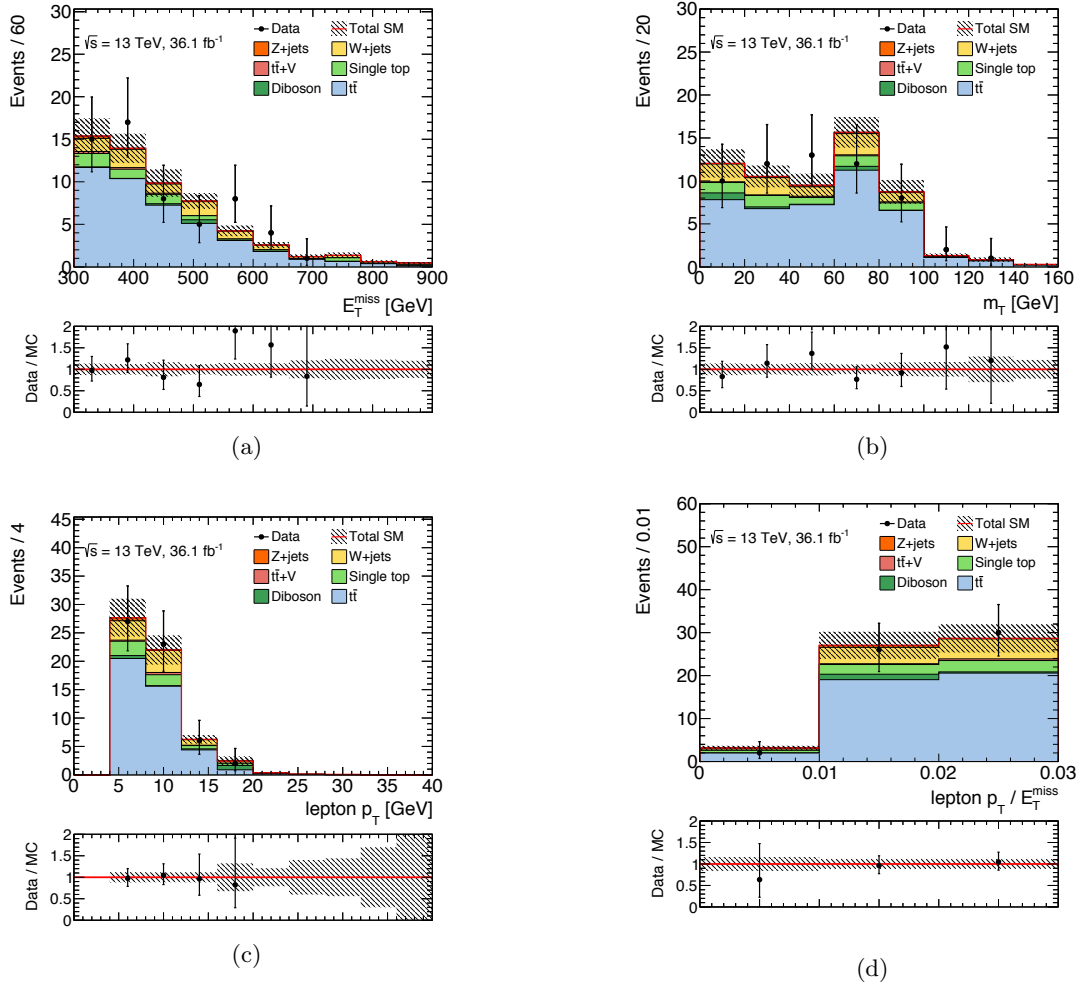 Events / 60
30
25
20
15
10
5
0
√s = 13 TeV, 36.1 fb⁻¹
Data
Total SM
Z+jets
W+jets
tt̄+V
Single top
Diboson
tt̄
300 400 500 600 700 800 900
E_T^miss [GeV]
Data / MC
2
1.5
1
0.5
0
(a)
Events / 20
30
25
20
15
10
5
0
√s = 13 TeV, 36.1 fb⁻¹
Data
Total SM
Z+jets
W+jets
tt̄+V
Single top
Diboson
tt̄
0 20 40 60 80 100 120 140 160
m_T [GeV]
Data / MC
2
1.5
1
0.5
0
(b)
Events / 4
45
40
35
30
25
20
15
10
5
0
√s = 13 TeV, 36.1 fb⁻¹
Data
Total SM
Z+jets
W+jets
tt̄+V
Single top
Diboson
tt̄
0 5 10 15 20 25 30 35 40
lepton p_T [GeV]
Data / MC
2
1.5
1
0.5
0
(c)
Events / 0.01
60
50
40
30
20
10
0
√s = 13 TeV, 36.1 fb⁻¹
Data
Total SM
Z+jets
W+jets
tt̄+V
Single top
Diboson
tt̄
0 0.01 0.02 0.03
lepton p_T / E_T^miss
Data / MC
2
1.5
1
0.5
0
(d)